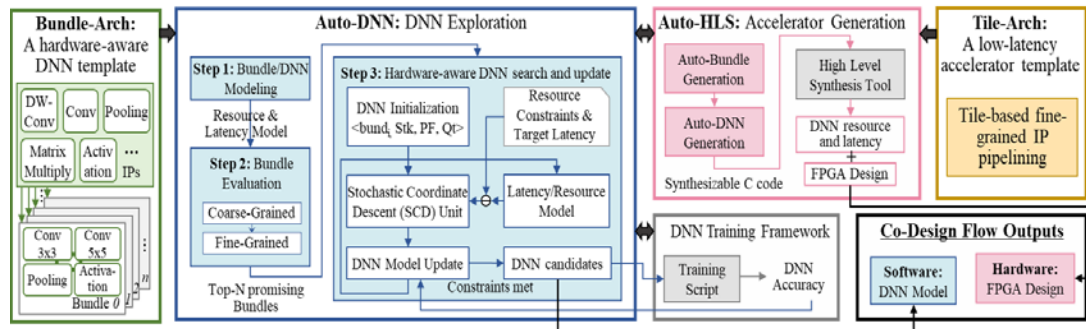 Bundle-Arch:
A hardware-aware
DNN template
DW-
Conv
Conv
Pooling
Matrix
Multiply
Activ
ation
... IPs
Conv
3x3
Conv
5x5
Pooling
Activa-
tion
Bundle 0
1
2
n
Auto-DNN: DNN Exploration
Step 1: Bundle/DNN
Modeling
Resource &
Latency Model
Step 2: Bundle
Evaluation
Coarse-Grained
Fine-Grained
Top-N promising
Bundles
Step 3: Hardware-aware DNN search and update
DNN Initialization
<bundi, Stk, PF, Qt>
Resource
Constraints &
Target Latency
Stochastic Coordinate
Descent (SCD) Unit
Latency/Resource
Model
DNN Model Update
DNN candidates
Constraints met
Auto-HLS: Accelerator Generation
Auto-Bundle
Generation
Auto-DNN
Generation
Synthesizable C code
High Level
Synthesis Tool
DNN resource
and latency
+
FPGA Design
DNN Training Framework
Training
Script
DNN
Accuracy
Tile-Arch:
A low-latency
accelerator template
Tile-based fine-
grained IP
pipelining
Co-Design Flow Outputs
Software:
DNN Model
Hardware:
FPGA Design